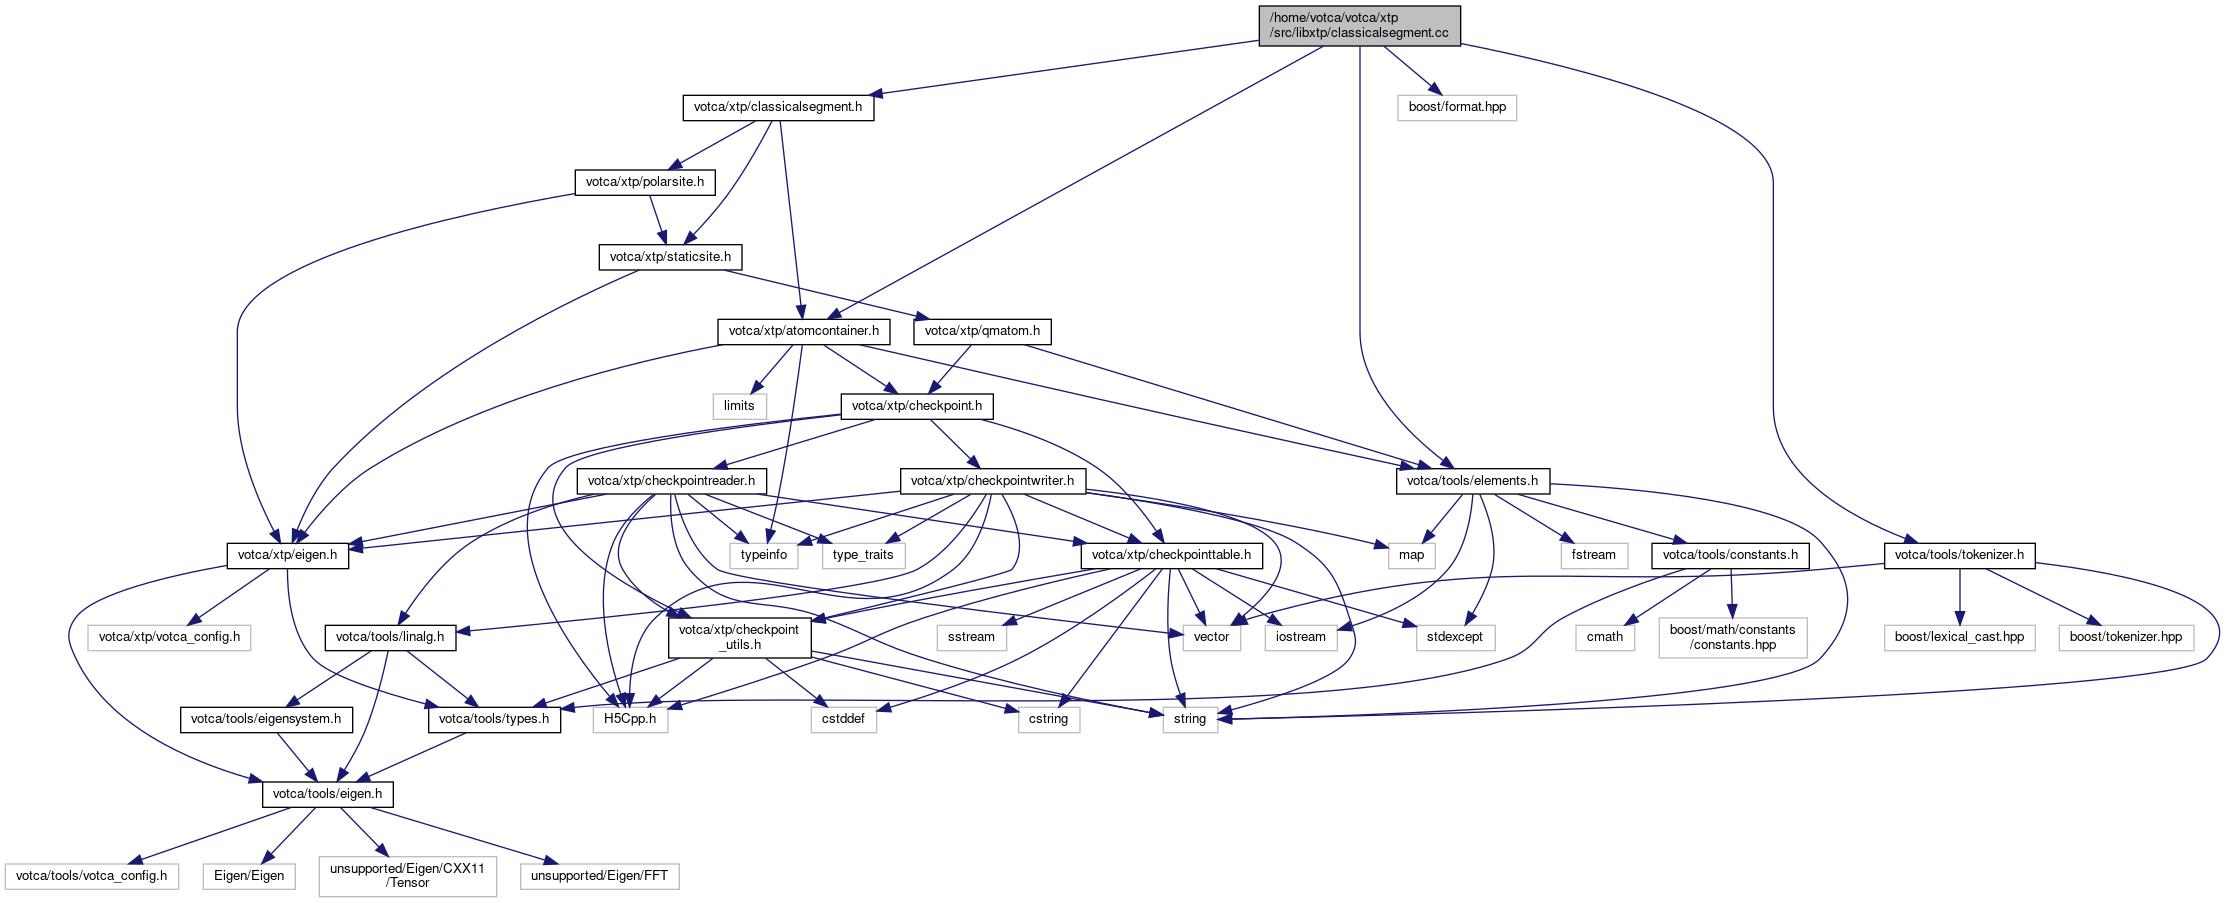 /home/votca/votca/xtp
/src/libxtp/classicalsegment.cc
votca/xtp/classicalsegment.h
boost/format.hpp
votca/xtp/polarsite.h
votca/xtp/staticsite.h
votca/xtp/atomcontainer.h
votca/xtp/qmatom.h
limits
votca/xtp/checkpoint.h
votca/xtp/checkpointreader.h
votca/xtp/checkpointwriter.h
votca/tools/elements.h
votca/xtp/eigen.h
typeinfo
type_traits
votca/xtp/checkpointtable.h
map
fstream
votca/tools/constants.h
votca/tools/tokenizer.h
votca/xtp/votca_config.h
votca/tools/linalg.h
votca/xtp/checkpoint
_utils.h
sstream
vector
iostream
stdexcept
cmath
boost/math/constants
/constants.hpp
boost/lexical_cast.hpp
boost/tokenizer.hpp
votca/tools/eigensystem.h
votca/tools/types.h
H5Cpp.h
cstddef
cstring
string
votca/tools/eigen.h
votca/tools/votca_config.h
Eigen/Eigen
unsupported/Eigen/CXX11
/Tensor
unsupported/Eigen/FFT